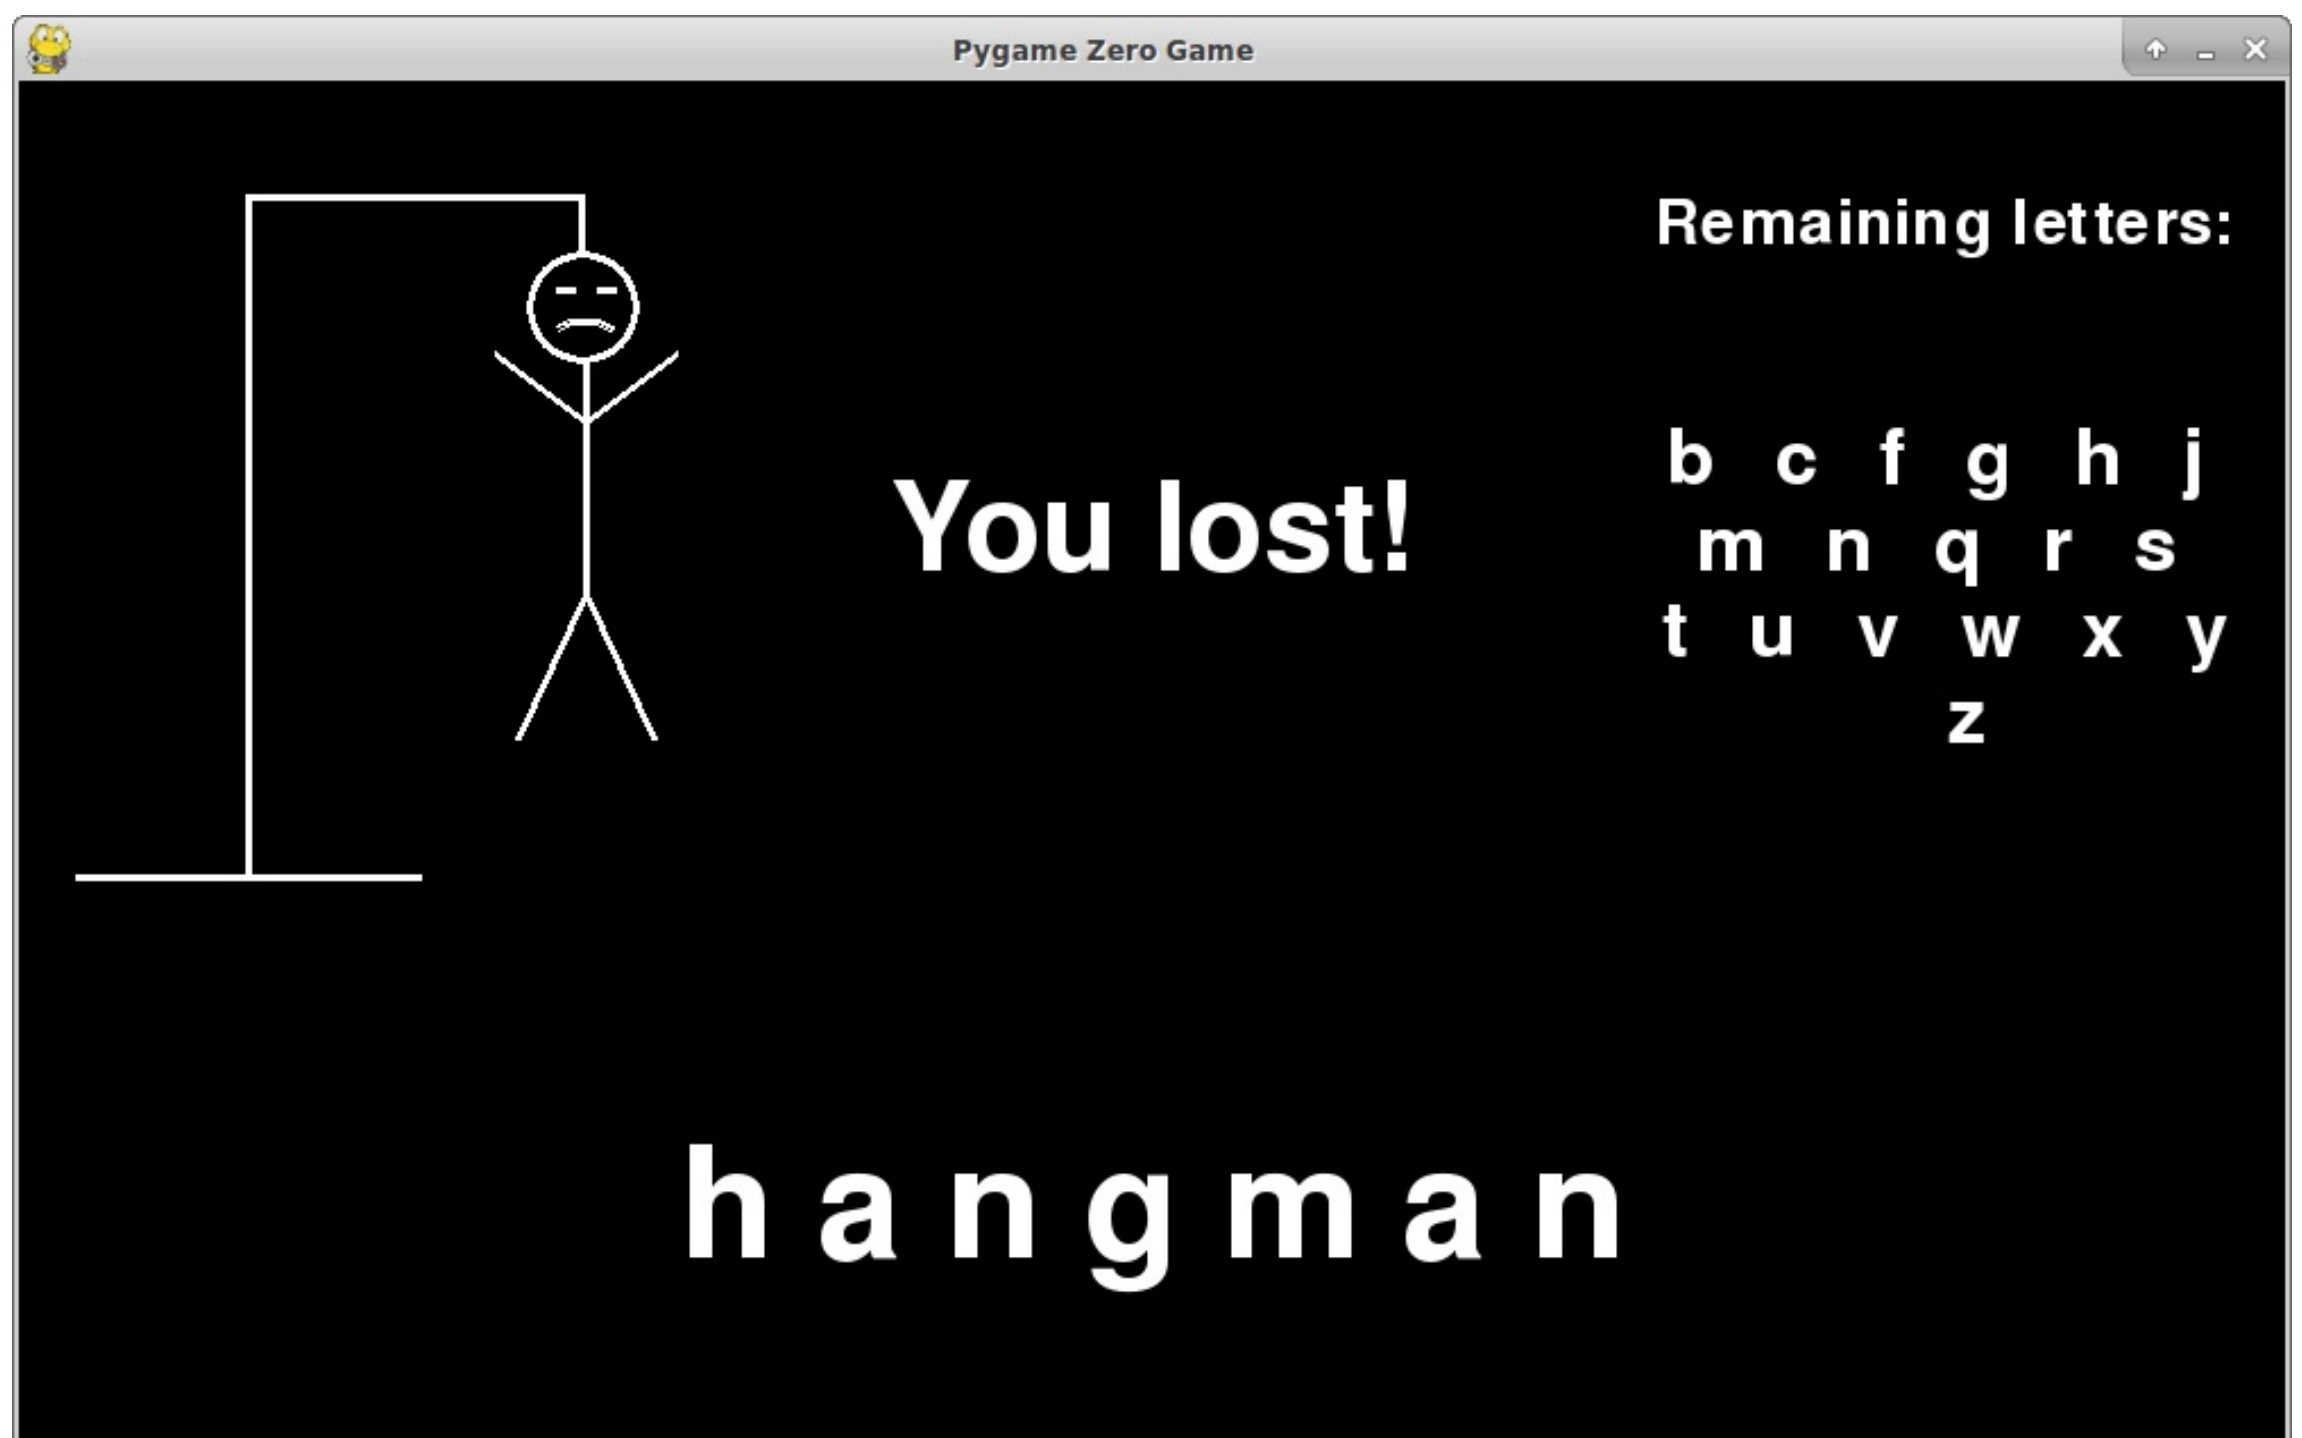 Pygame Zero Game
Remaining letters:
b c f g h j
m n q r s
t u v w x y
z
You lost!
h a n g m a n